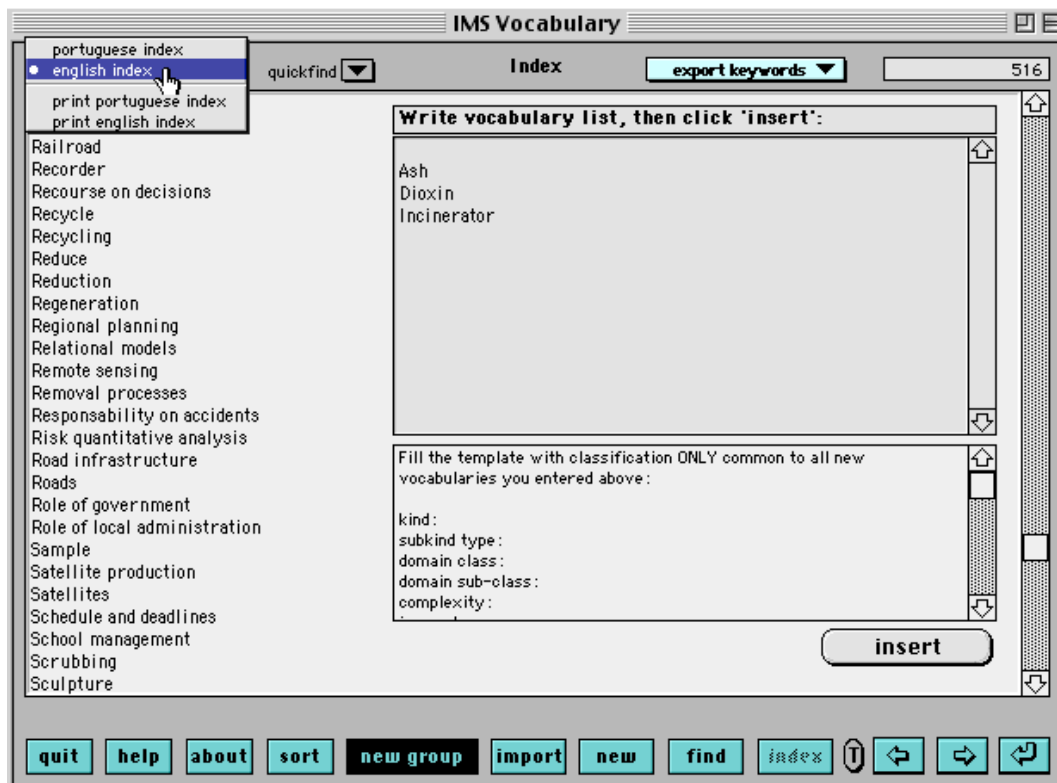 IMS Vocabulary
portuguese index
english index
print portuguese index
print english index
quickfind
Index
export keywords
516
Railroad
Recorder
Recourse on decisions
Recycle
Recycling
Reduce
Reduction
Regeneration
Regional planning
Relational models
Remote sensing
Removal processes
Responsability on accidents
Risk quantitative analysis
Road infrastructure
Roads
Role of government
Role of local administration
Sample
Satellite production
Satellites
Schedule and deadlines
School management
Scrubbing
Sculpture
Write vocabulary list, then click 'insert':
Ash
Dioxin
Incinerator
Fill the template with classification ONLY common to all new
vocabularies you entered above:
kind:
subkind type:
domain class:
domain sub-class:
complexity:
insert
quit help about sort new group import new find index T